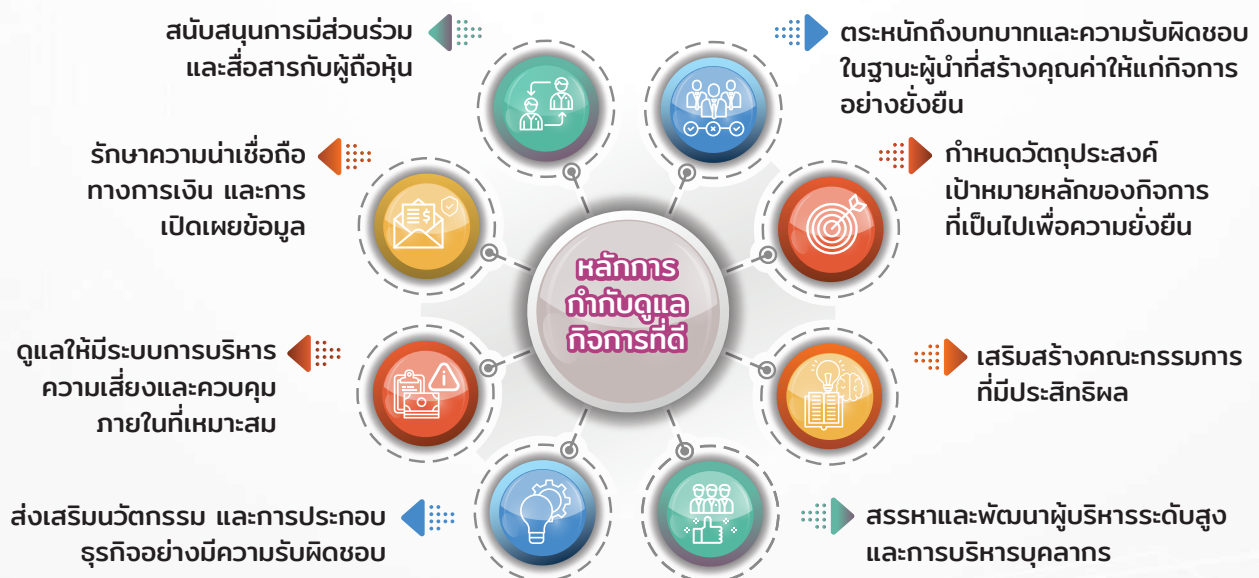 สนับสนุนการมีส่วนร่วม
และสื่อสารกับผู้ถือหุ้น
ตระหนักถึงบทบาทและความรับผิดชอบ
ในฐานะผู้นำที่สร้างคุณค่าให้แก่กิจการ
อย่างยั่งยืน
รักษาความน่าเชื่อถือ
ทางการเงิน และการ
เปิดเผยข้อมูล
กำหนดวัตถุประสงค์
เป้าหมายหลักของกิจการ
ที่เป็นไปเพื่อความยั่งยืน
หลักการ
กำกับดูแล
กิจการที่ดี
ดูแลให้มีระบบการบริหาร
ความเสี่ยงและควบคุม
ภายในที่เหมาะสม
เสริมสร้างคณะกรรมการ
ที่มีประสิทธิผล
ส่งเสริมนวัตกรรม และการประกอบ
ธุรกิจอย่างมีความรับผิดชอบ
สรรหาและพัฒนาผู้บริหารระดับสูง
และการบริหารบุคลากร